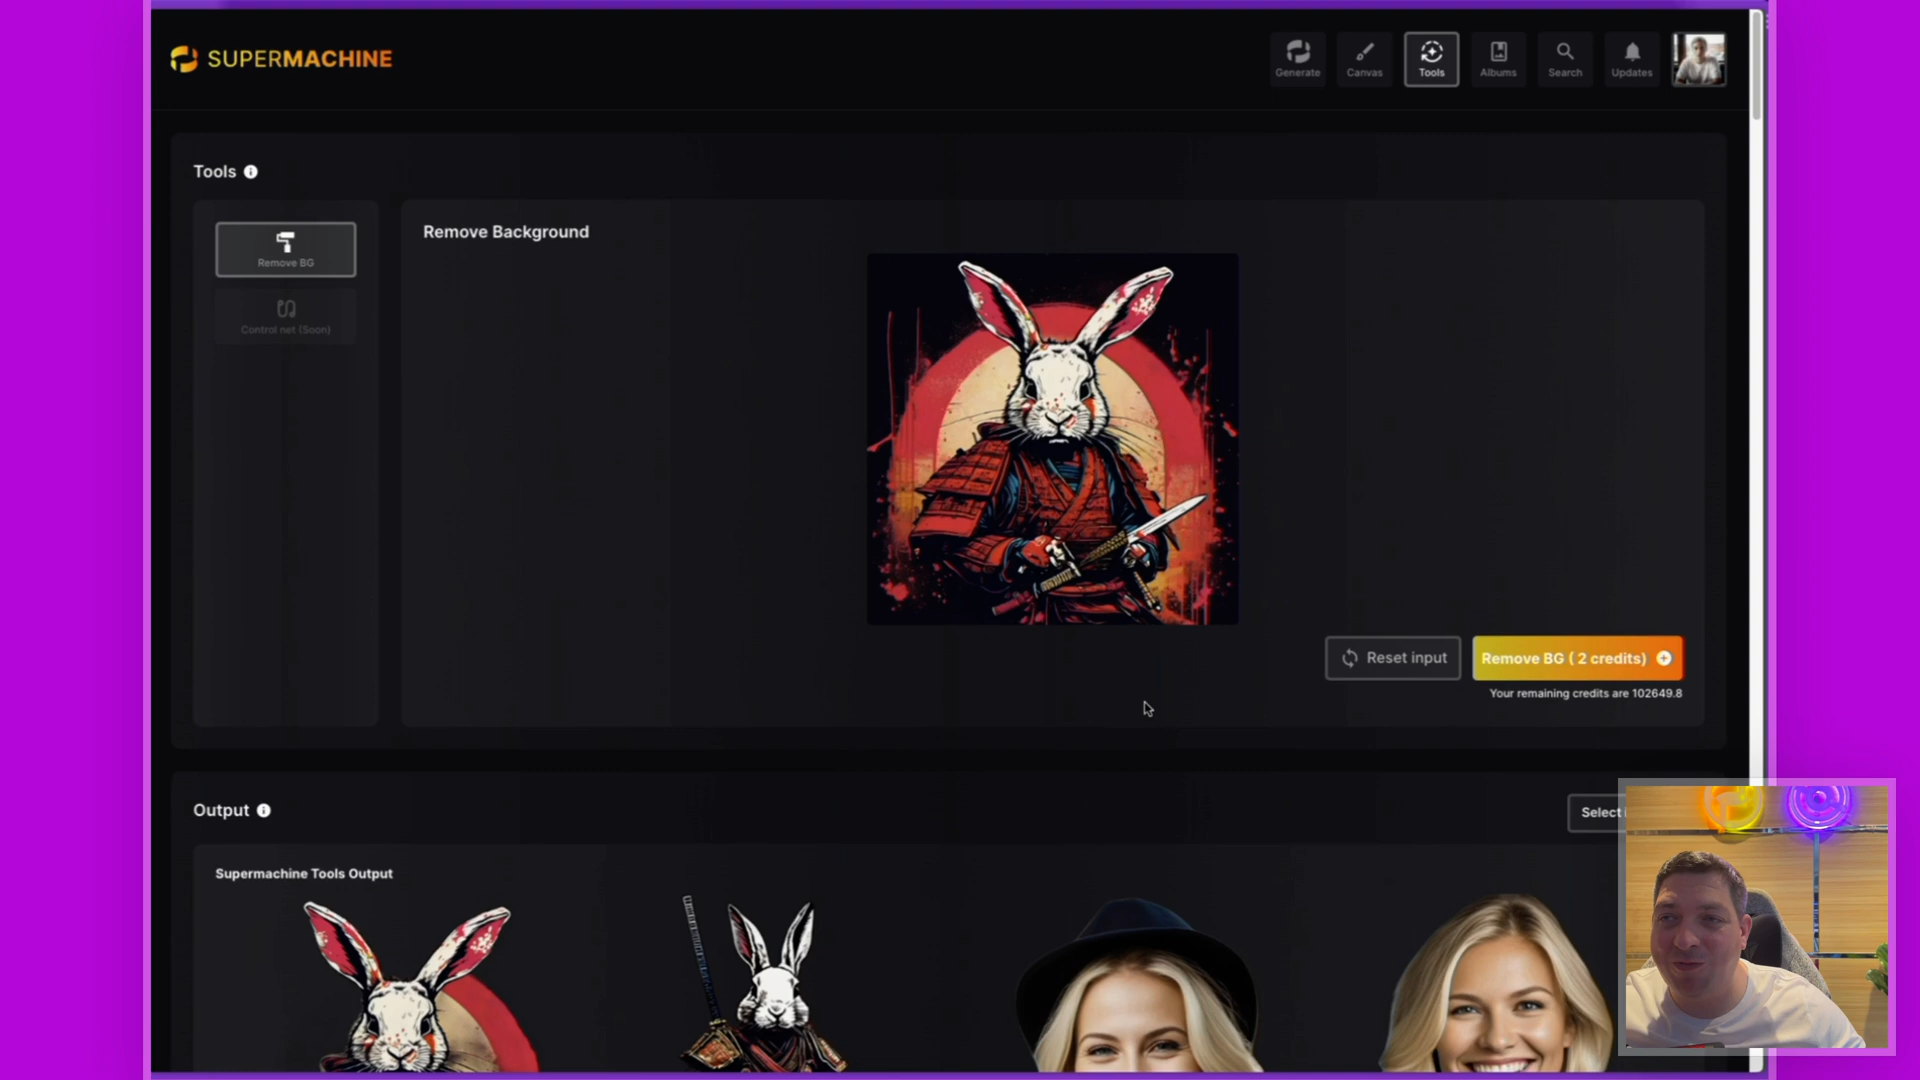 SUPERMACHINE
Generate
Canvas
Tools
Albums
Search
Updates
Tools
Remove BG
Control net (Soon)
Remove Background
Reset input
Remove BG ( 2 credits)
Your remaining credits are 102649.8
Output
Select
Supermachine Tools Output